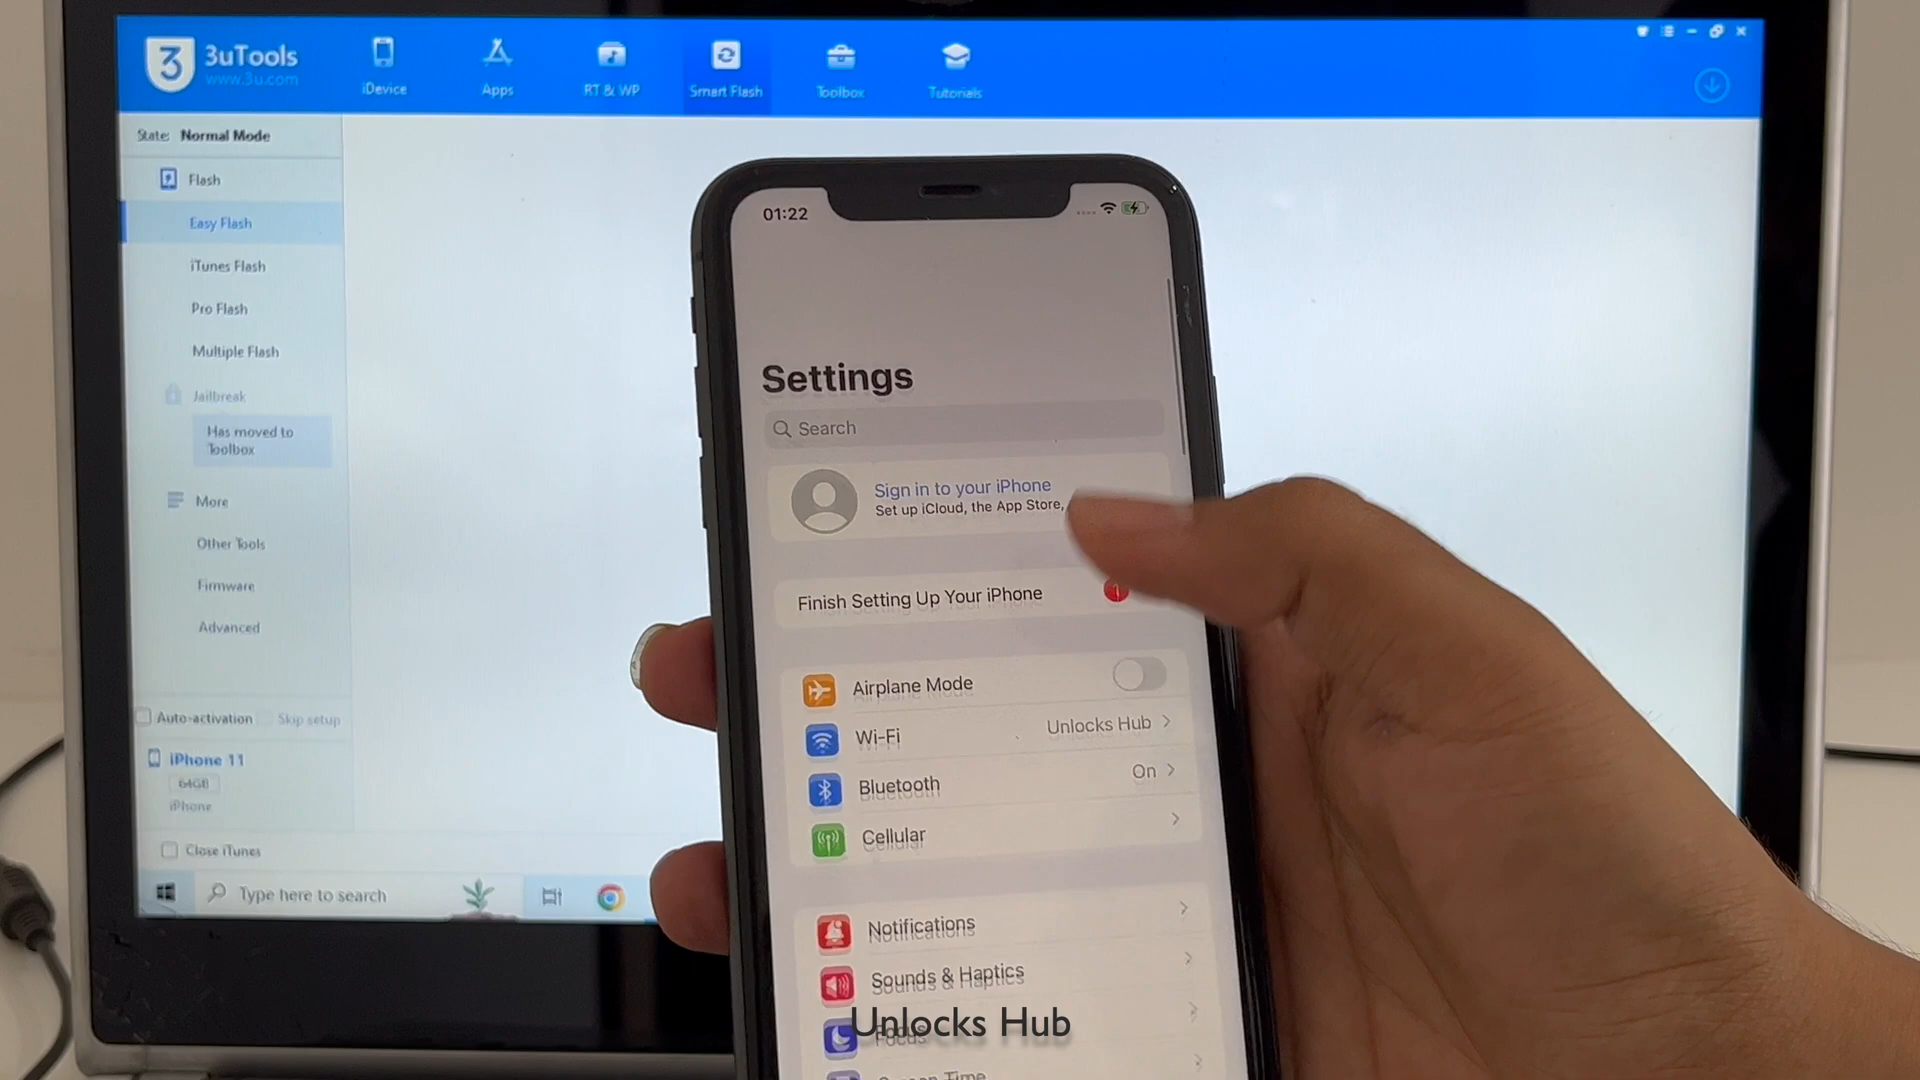 3uTools
www.3u.com
iDevice
Apps
RT & WP
Smart Flash
Toolbox
Tutorials
State: Normal Mode
Flash
Easy Flash
iTunes Flash
Pro Flash
Multiple Flash
Jailbreak
Has moved to
Toolbox
More
Other Tools
Firmware
Advanced
Auto-activation
Skip setup
iPhone 11
64GB
iPhone
Close iTunes
Type here to search
01:22
Settings
Search
Sign in to your iPhone
Set up iCloud, the App Store,
Finish Setting Up Your iPhone
1
Airplane Mode
Wi-Fi
Unlocks Hub
Bluetooth
On
Cellular
Notifications
Sounds & Haptics
Focus
Screen Time
Unlocks Hub